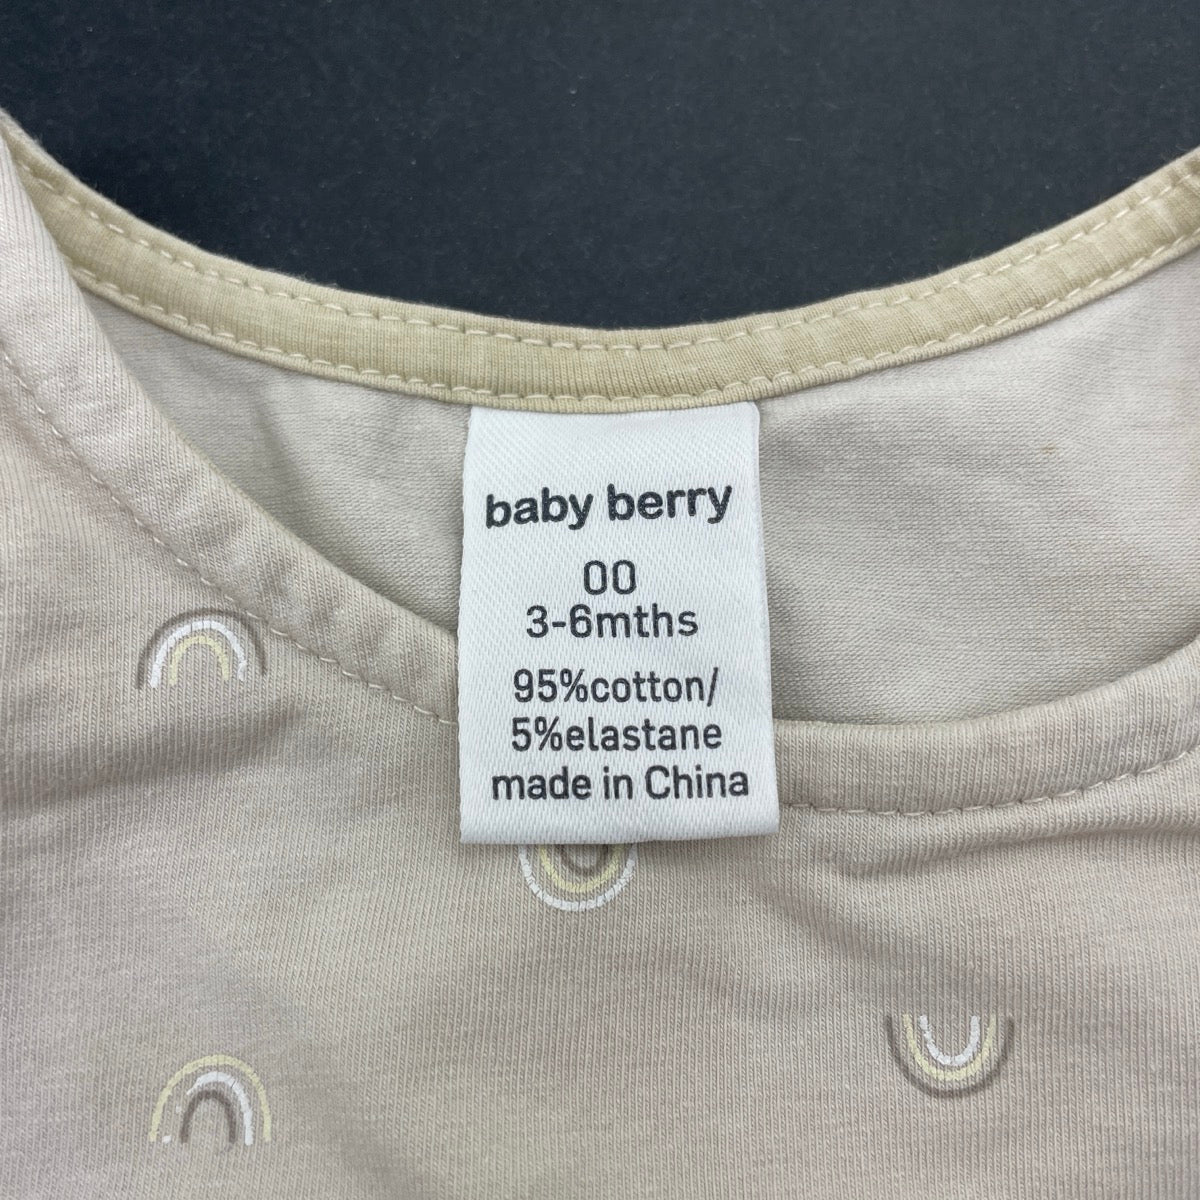 baby berry
00
3-6mths
95%cotton/
5%elastane
made in China